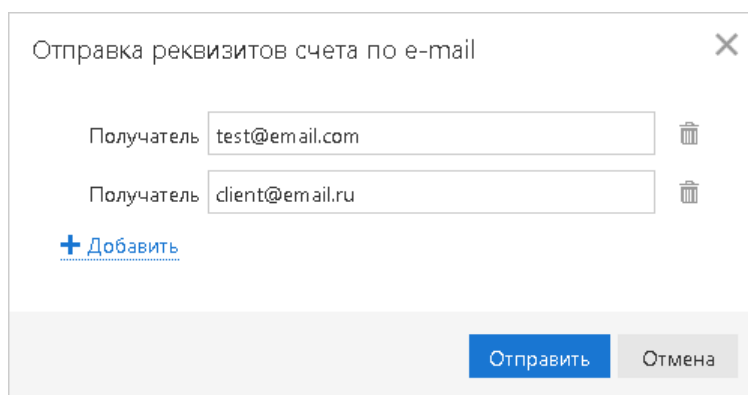 Отправка реквизитов счета по e-mail
Получатель test@email.com
Получатель client@email.ru
Добавить
Отправить Отмена